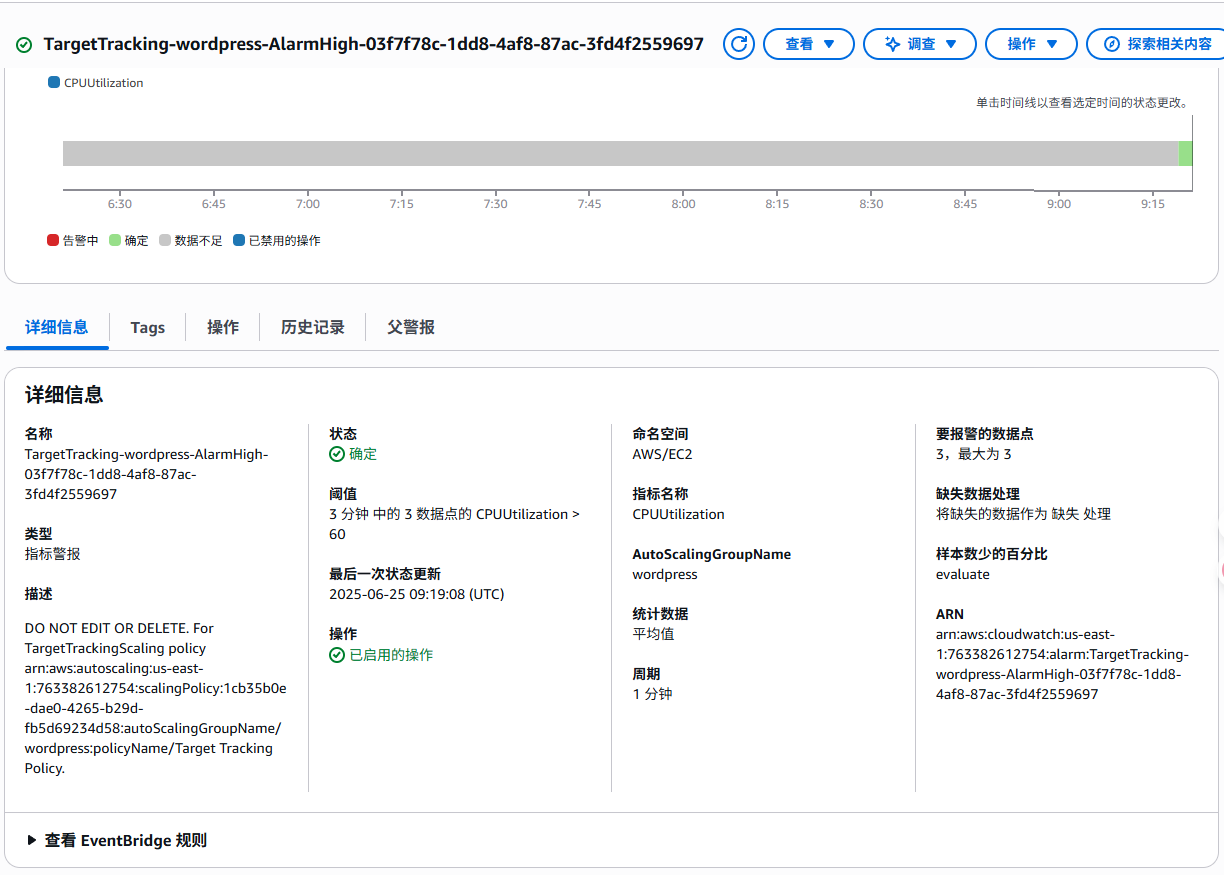 TargetTracking-wordpress-AlarmHigh-03f7f78c-1dd8-4af8-87ac-3fd4f2559697
查看
调查
操作
探索相关内容
CPUUtilization
单击时间线以查看选定时间的状态更改。
6:30 6:45 7:00 7:15 7:30 7:45 8:00 8:15 8:30 8:45 9:00 9:15
告警中 确定 数据不足 已禁用的操作
详细信息 Tags 操作 历史记录 父警报
详细信息
名称
TargetTracking-wordpress-AlarmHigh-
03f7f78c-1dd8-4af8-87ac-
3fd4f2559697
类型
指标警报
描述
DO NOT EDIT OR DELETE. For
TargetTrackingScaling policy
arn:aws:autoscaling:us-east-
1:763382612754:scalingPolicy:1cb35b0e
-dae0-4265-b29d-
fb5d69234d58:autoScalingGroupName/
wordpress:policyName/Target Tracking
Policy.
状态
确定
阈值
3 分钟 中的 3 数据点的 CPUUtilization >
60
最后一次状态更新
2025-06-25 09:19:08 (UTC)
操作
已启用的操作
命名空间
AWS/EC2
指标名称
CPUUtilization
AutoScalingGroupName
wordpress
统计数据
平均值
周期
1 分钟
要报警的数据点
3，最大为 3
缺失数据处理
将缺失的数据作为 缺失 处理
样本数少的百分比
evaluate
ARN
arn:aws:cloudwatch:us-east-
1:763382612754:alarm:TargetTracking-
wordpress-AlarmHigh-03f7f78c-1dd8-
4af8-87ac-3fd4f2559697
查看 EventBridge 规则